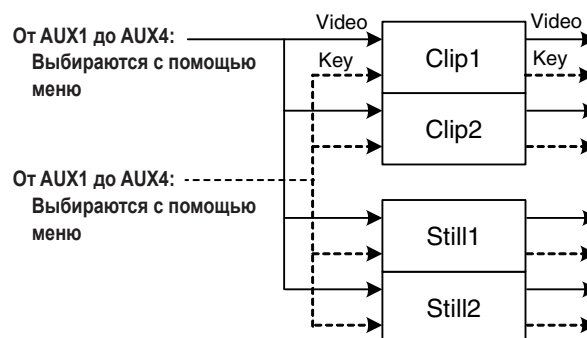 Video
Video
От AUX1 до AUX4:
Выбираются с помощью
меню
Key
Clip1
Key
Clip2
От AUX1 до AUX4:
Выбираются с помощью
меню
Still1
Still2